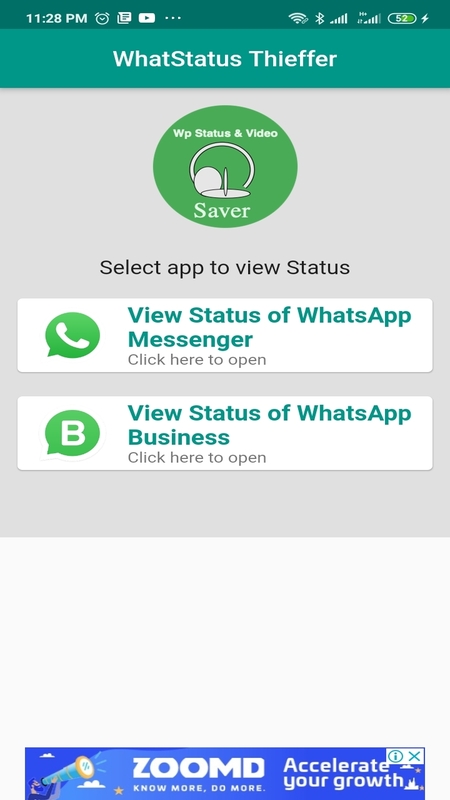 11:28 PM ... H+ 52
WhatStatus Thieffer
Wp Status & Video
Saver
Select app to view Status
View Status of WhatsApp
Messenger
Click here to open
B
View Status of WhatsApp
Business
Click here to open
ZOOMD
KNOW MORE, DO MORE.
Accelerate
your growth